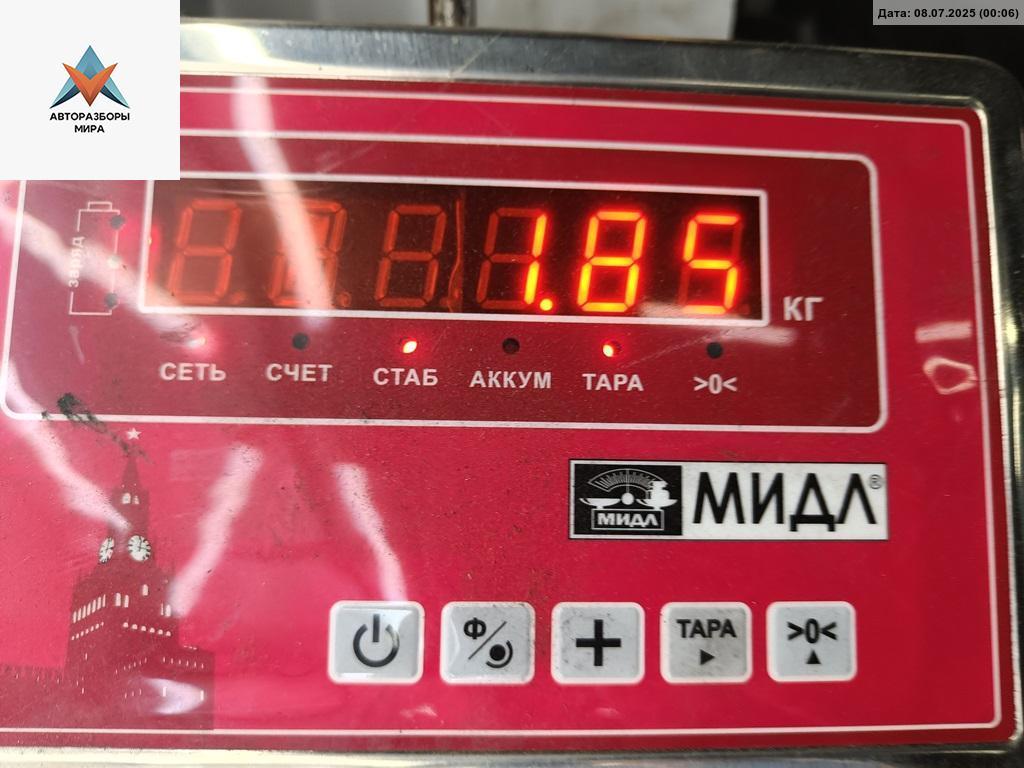 Дата: 08.07.2025 (00:06)
АВТОРАЗБОРЫ
МИРА
заряд
1.85
КГ
СЕТЬ СЧЕТ СТАБ АККУМ ТАРА >0<
МИДЛ МИДЛ®
Ф ТАРА >0<